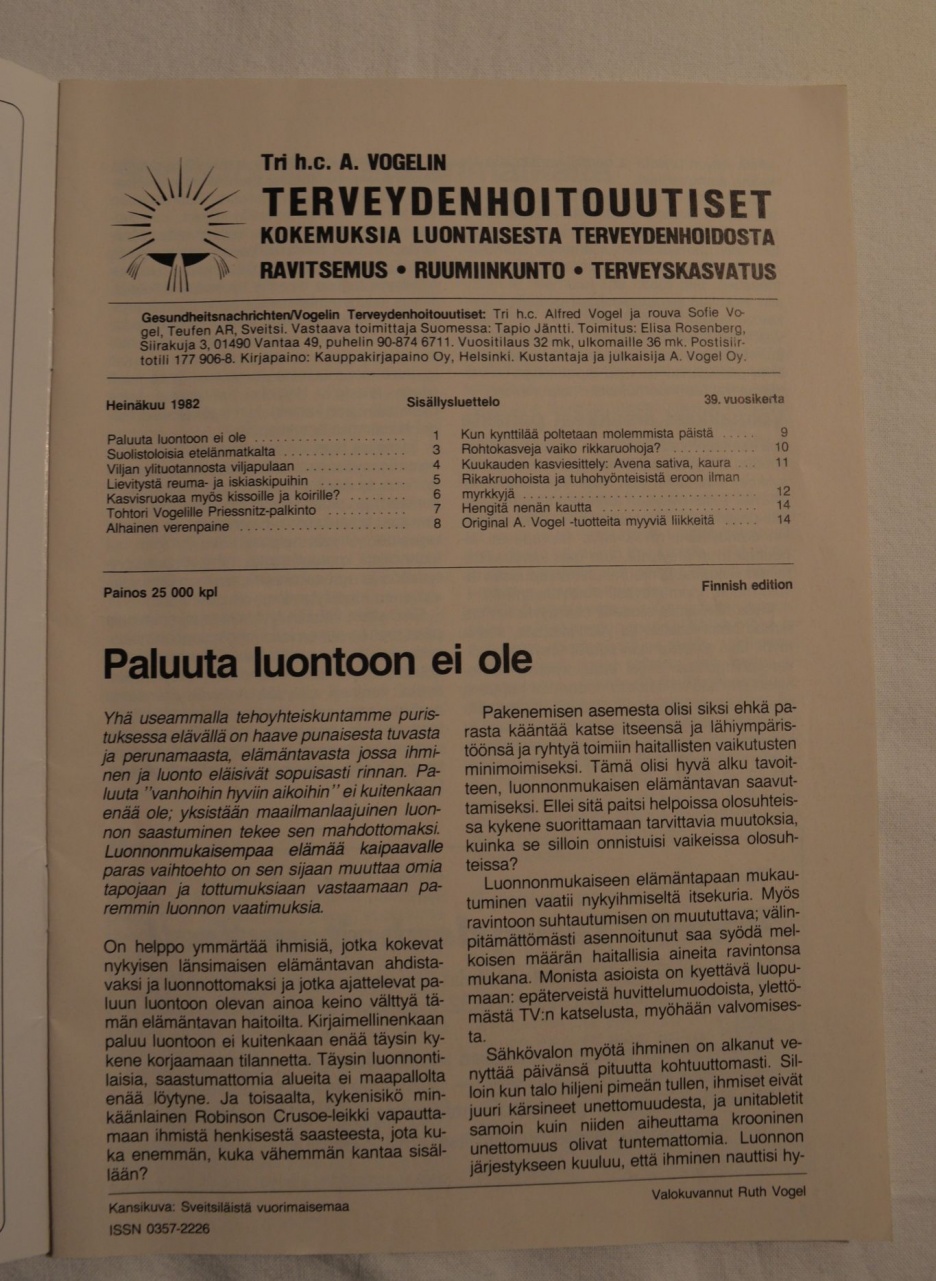 Tri h.c. A. VOGELIN
TERVEYDENHOITOUUTISET
KOKEMUKSIA LUONTAISESTA TERVEYDENHOIDOSTA
RAVITSEMUS • RUUMIINKUNTO • TERVEYSKASVATUS
Gesundheitsnachrichten/Vogelin Terveydenhoitouutiset: Tri h.c. Alfred Vogel ja rouva Sofie Vo-
gel, Teufen AR, Sveitsi. Vastaava toimittaja Suomessa: Tapio Jäntti. Toimitus: Elisa Rosenberg,
Siirakuja 3, 01490 Vantaa 49, puhelin 90-874 6711. Vuositilaus 32 mk, ulkomaille 36 mk. Postisiir-
totili 177 906-8. Kirjapaino: Kauppakirjapaino Oy, Helsinki. Kustantaja ja julkaisija A. Vogel Oy.
Heinäkuu 1982
Sisällysluettelo
39. vuosikerta
Paluuta luontoon ei ole . . . . . . . . . . . . . . . . . . . 1
Suolistoloisia etelänmatkalta . . . . . . . . . . . . . . . . 3
Viljan ylituotannosta viljapulaan . . . . . . . . . . . . 4
Lievitystä reuma- ja iskiaskipuihin . . . . . . . . . . . 5
Kasvisruokaa myös kissoille ja koirille? . . . . . . . 6
Tohtori Vogelille Priessnitz-palkinto . . . . . . . . . 7
Alhainen verenpaine . . . . . . . . . . . . . . . . . . . . 8
Kun kynttilää poltetaan molemmista päistä . . . . . 9
Rohtokasveja vaiko rikkaruohoja? . . . . . . . . . . 10
Kuukauden kasviesittely: Avena sativa, kaura . . . 11
Rikakruohoista ja tuhohyönteisistä eroon ilman
myrkkyjä . . . . . . . . . . . . . . . . . . . . . . . . . . . . 12
Hengitä nenän kautta . . . . . . . . . . . . . . . . . . 14
Original A. Vogel -tuotteita myyviä liikkeitä . . . . . 14
Painos 25 000 kpl
Finnish edition
Paluuta luontoon ei ole
Yhä useammalla tehoyhteiskuntamme puris-
tuksessa elävällä on haave punaisesta tuvasta
ja perunamaasta, elämäntavasta jossa ihmi-
nen ja luonto eläisivät sopuisasti rinnan. Pa-
luuta "vanhoihin hyviin aikoihin" ei kuitenkaan
enää ole; yksistään maailmanlaajuinen luon-
non saastuminen tekee sen mahdottomaksi.
Luonnonmukaisempaa elämää kaipaavalle
paras vaihtoehto on sen sijaan muuttaa omia
tapojaan ja tottumuksiaan vastaamaan pa-
remmin luonnon vaatimuksia.
On helppo ymmärtää ihmisiä, jotka kokevat
nykyisen länsimaisen elämäntavan ahdista-
vaksi ja luonnottomaksi ja jotka ajattelevat pa-
luun luontoon olevan ainoa keino välttyä tä-
män elämäntavan haitoilta. Kirjaimellinenkaan
paluu luontoon ei kuitenkaan enää täysin ky-
kene korjaamaan tilannetta. Täysin luonnonti-
laisia, saastumattomia alueita ei maapallolta
enää löytyne. Ja toisaalta, kykenisikö min-
käänlainen Robinson Crusoe-leikki vapautta-
maan ihmistä henkisestä saasteesta, jota ku-
ka enemmän, kuka vähemmän kantaa sisäl-
lään?
Pakenemisen asemesta olisi siksi ehkä pa-
rasta kääntää katse itseensä ja lähiympäris-
töönsä ja ryhtyä toimiin haitallisten vaikutusten
minimoimiseksi. Tämä olisi hyvä alku tavoit-
teen, luonnonmukaisen elämäntavan saavut-
tamiseksi. Ellei sitä paitsi helpoissa olosuhteis-
sa kykene suorittamaan tarvittavia muutoksia,
kuinka se silloin onnistuisi vaikeissa olosuh-
teissa?
Luonnonmukaiseen elämäntapaan mukau-
tuminen vaatii nykyihmiseltä itsekuria. Myös
ravintoon suhtautumisen on muututtava; välin-
pitämättömästi asennoitunut saa syödä mel-
koisen määrän haitallisia aineita ravintonsa
mukana. Monista asioista on kyettävä luopu-
maan: epäterveistä huvittelumuodoista, ylettö-
mästä TV:n katselusta, myöhään valvomises-
ta.
Sähkövalon myötä ihminen on alkanut ve-
nyttää päivänsä pituutta kohtuuttomasti. Sil-
loin kun talo hiljeni pimeän tullen, ihmiset eivät
juuri kärsineet unettomuudesta, ja unitabletit
samoin kuin niiden aiheuttama krooninen
unettomuus olivat tuntemattomia. Luonnon
järjestykseen kuuluu, että ihminen nauttisi hy-
Kansikuva: Sveitsiläistä vuorimaisemaa
Valokuvannut Ruth Vogel
ISSN 0357-2226